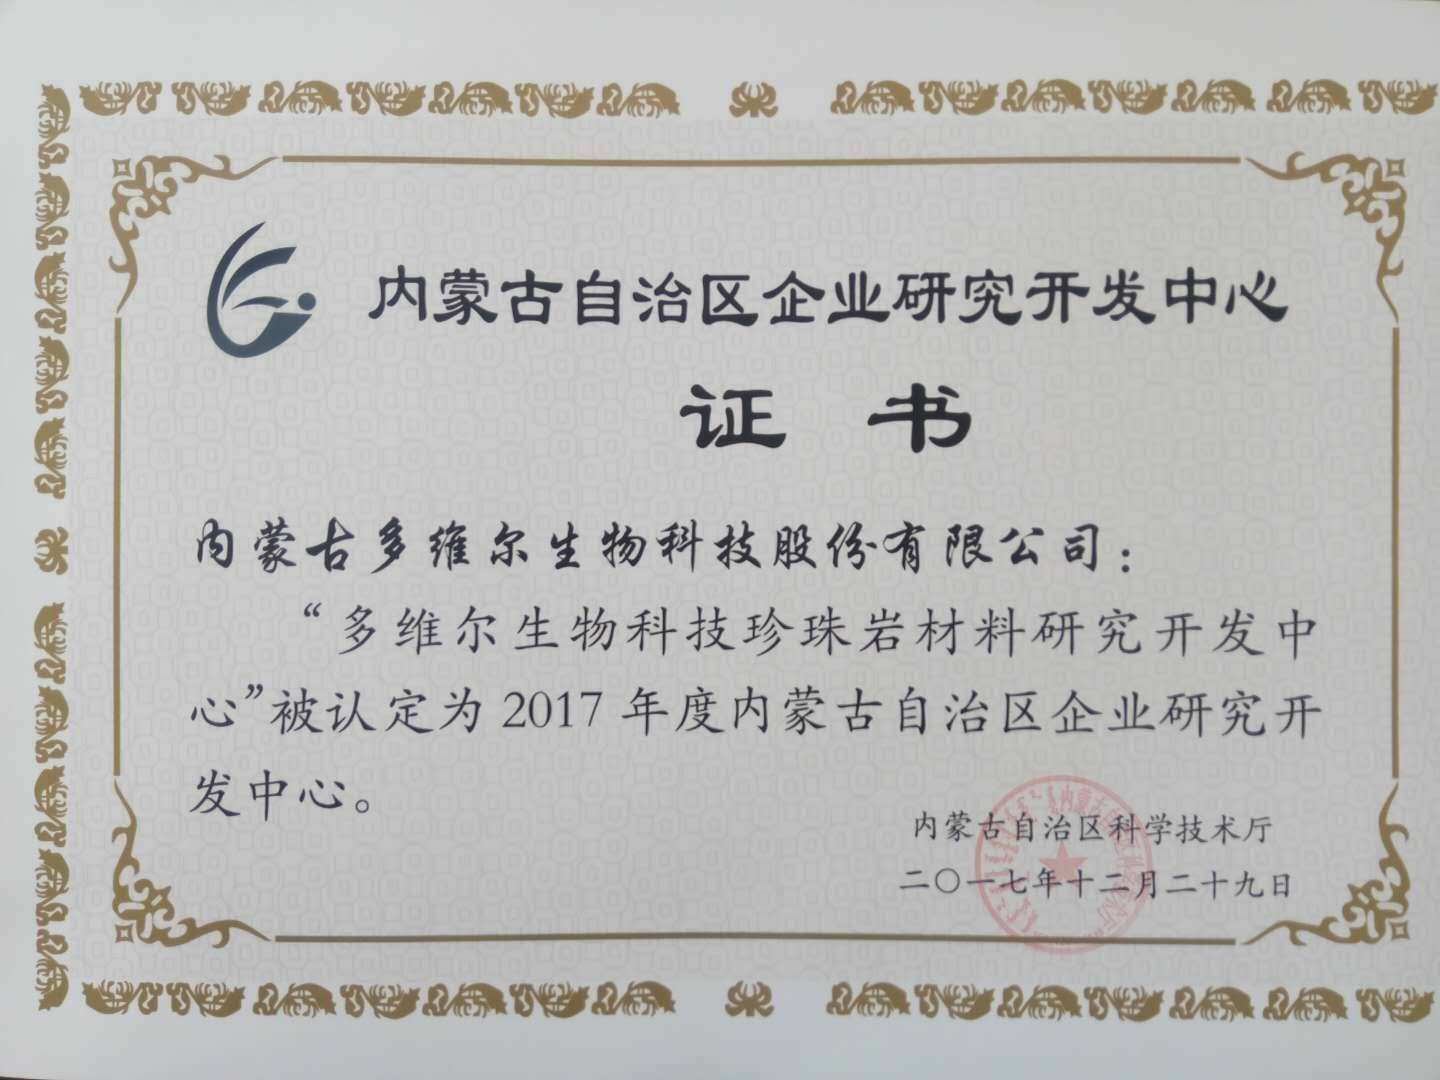 内蒙古自治区企业研究开发中心
证 书
内蒙古多维尔生物科技股份有限公司：
“多维尔生物科技珍珠岩材料研究开发中
心”被认定为 2017 年度内蒙古自治区企业研究开
发中心。
内蒙古自治区科学技术厅
二〇一七年十二月二十九日